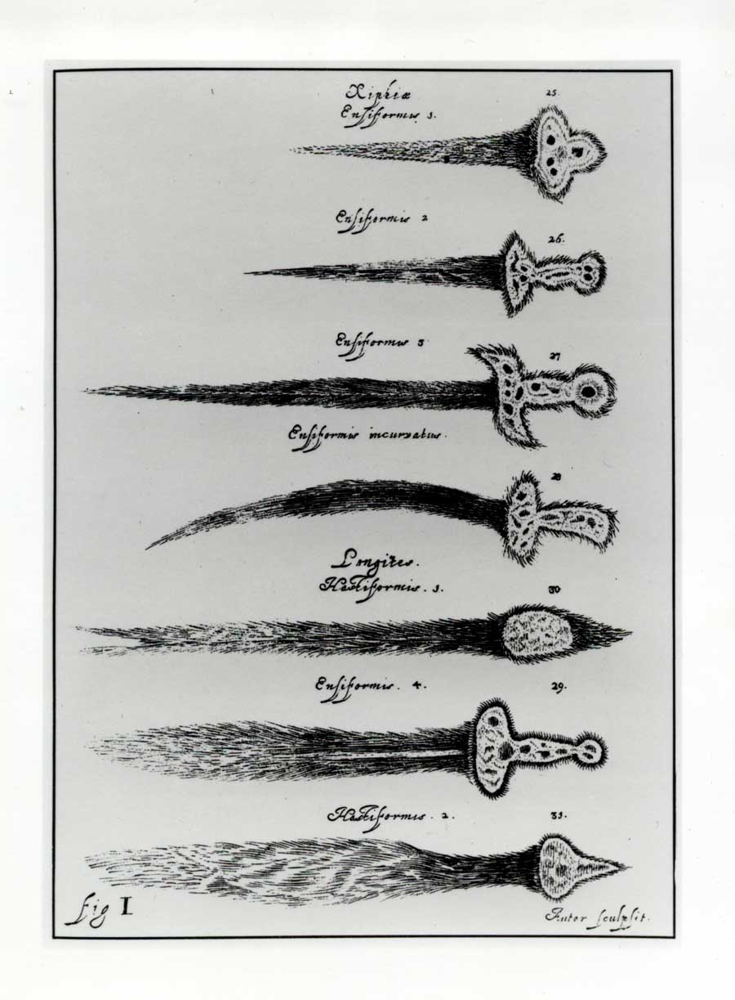 Xiphiæ
25.
Ensiformis 1.
Ensiformis 2
26.
Ensiformis 3
27
Ensiformis incurvatus.
28
Longites.
Hastiformis. 1.
30
Ensiformis. 4.
29.
Hastiformis. 2.
31.
fig I
Autor sculpsit.